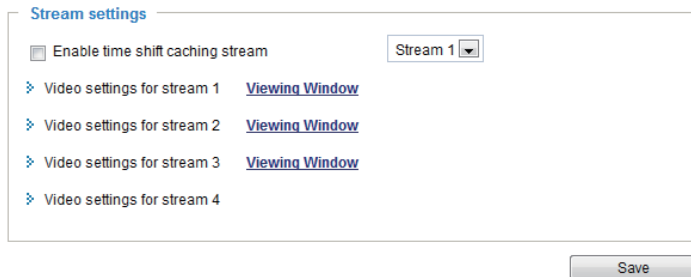 Stream settings
Enable time shift caching stream Stream 1
Video settings for stream 1 Viewing Window
Video settings for stream 2 Viewing Window
Video settings for stream 3 Viewing Window
Video settings for stream 4
Save